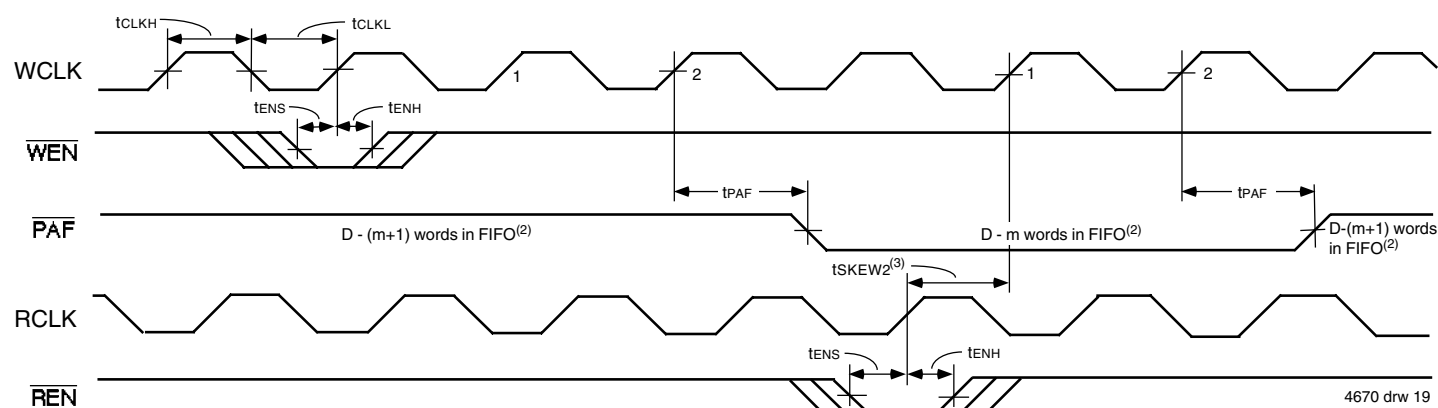 tCLKH tCLKL
WCLK 1 2 1 2
tENS tENH
WEN
tPAF tPAF
PAF D - (m+1) words in FIFO(2) D - m words in FIFO(2) D-(m+1) words
in FIFO(2)
tSKEW2(3)
RCLK
tENS tENH
REN
4670 drw 19